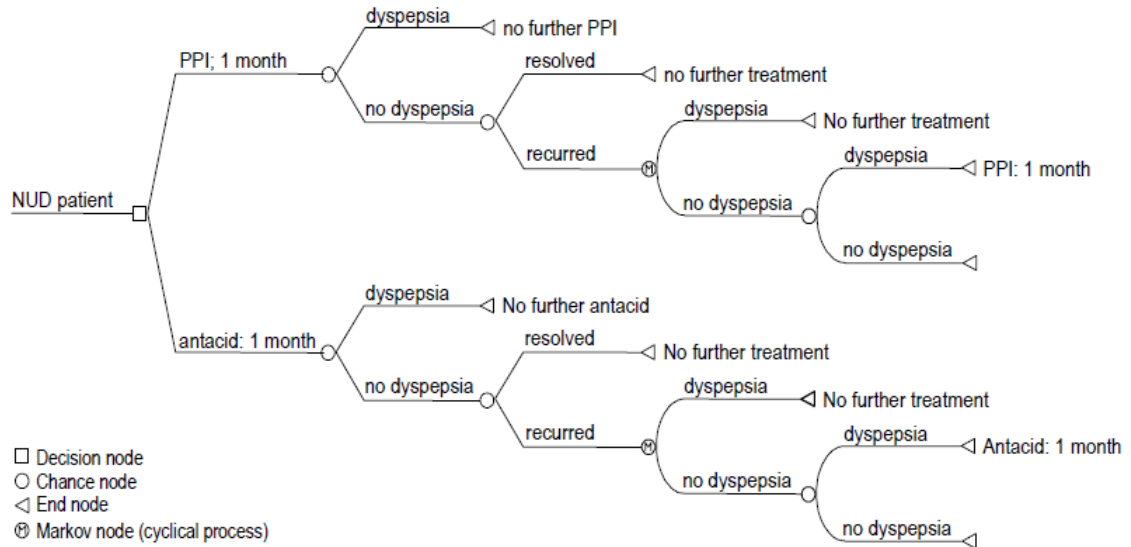 dyspepsia
no further PPI
PPI; 1 month
resolved
no further treatment
no dyspepsia
dyspepsia
No further treatment
recurred
M
dyspepsia
PPI: 1 month
NUD patient
no dyspepsia
no dyspepsia
dyspepsia
No further antacid
antacid: 1 month
resolved
No further treatment
no dyspepsia
dyspepsia
No further treatment
recurred
M
dyspepsia
Antacid: 1 month
no dyspepsia
no dyspepsia
Decision node
Chance node
End node
M Markov node (cyclical process)